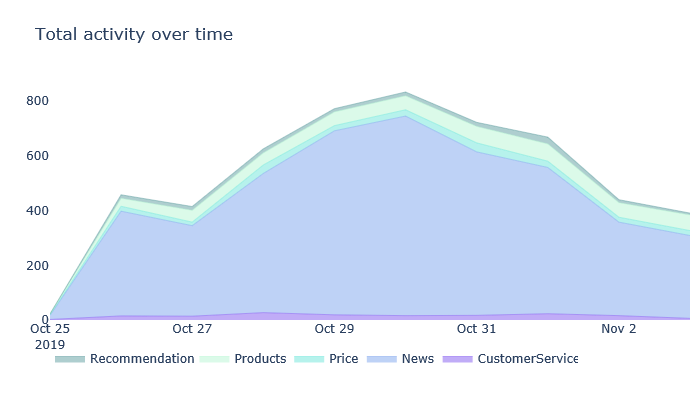 Total activity over time
800
600
400
200
0
Oct 25 Oct 27 Oct 29 Oct 31 Nov 2
2019
Recommendation Products Price News CustomerService